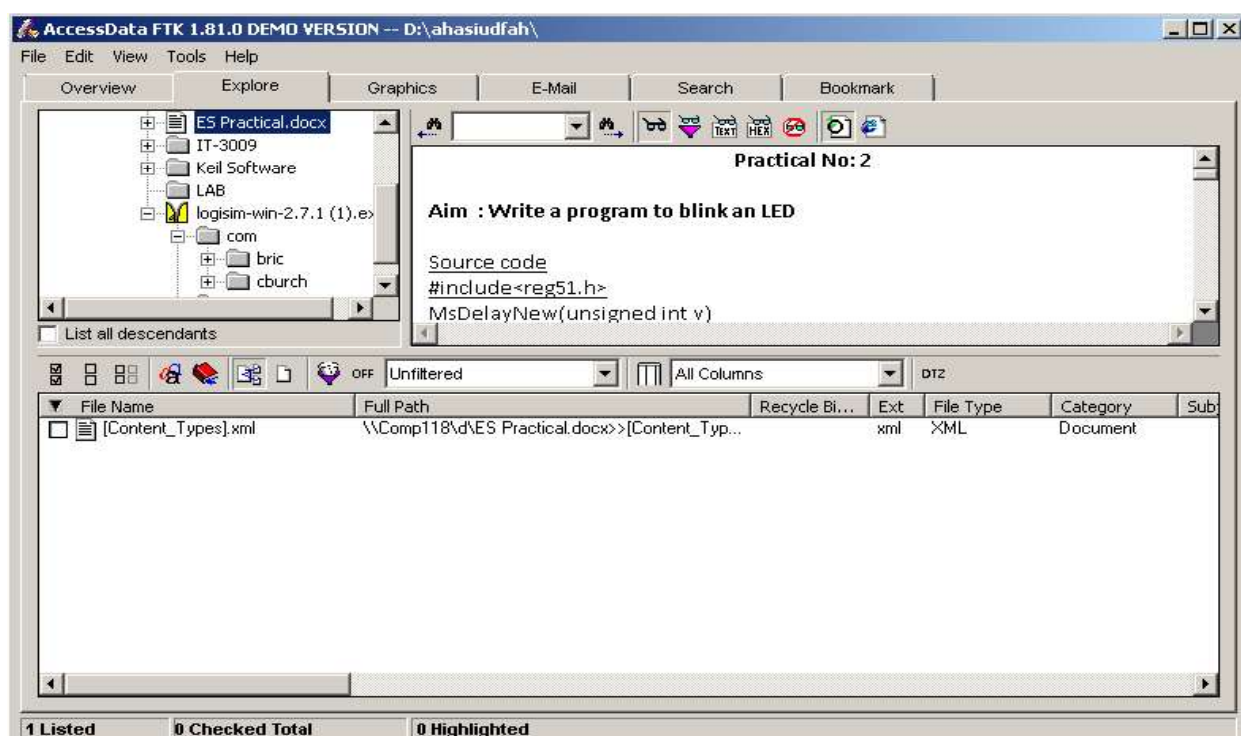 AccessData FTK 1.81.0 DEMO VERSION -- D:\ahasiudfah\
File Edit View Tools Help
Overview Explore Graphics E-Mail Search Bookmark
ES Practical.docx
IT-3009
Keil Software
LAB
logisim-win-2.7.1 (1).ex
com
bric
cburch
List all descendants
TEXT HEX
Practical No: 2
Aim : Write a program to blink an LED
Source code
#include<reg51.h>
MsDelayNew(unsigned int v)
OFF Unfiltered All Columns DTZ
File Name Full Path Recycle Bi... Ext File Type Category Subj
[Content_Types].xml \\Comp118\d\ES Practical.docx>>[Content_Typ... xml XML Document
1 Listed 0 Checked Total 0 Highlighted